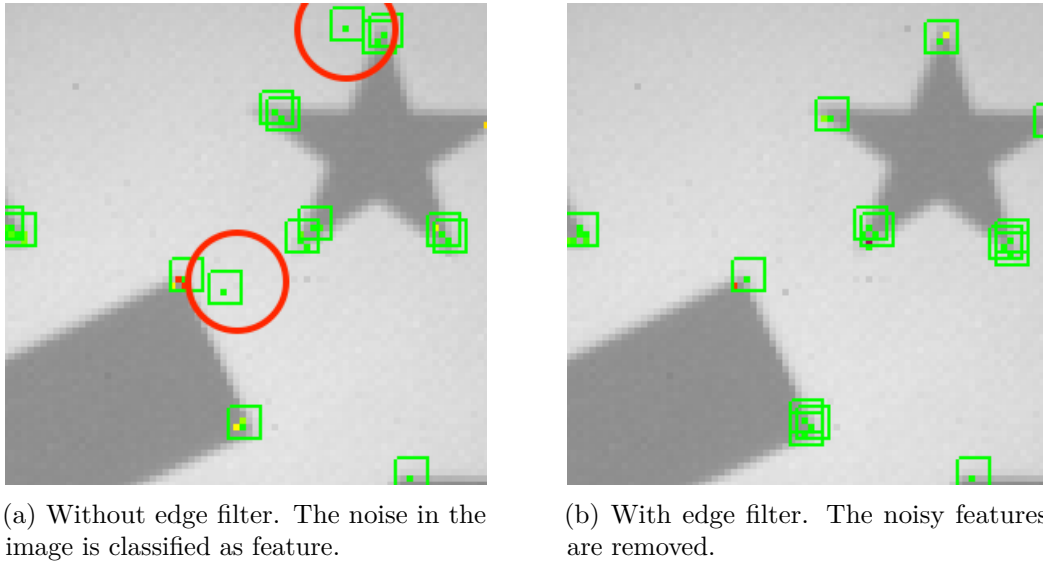 (a) Without edge filter. The noise in the
image is classified as feature.
(b) With edge filter. The noisy features
are removed.